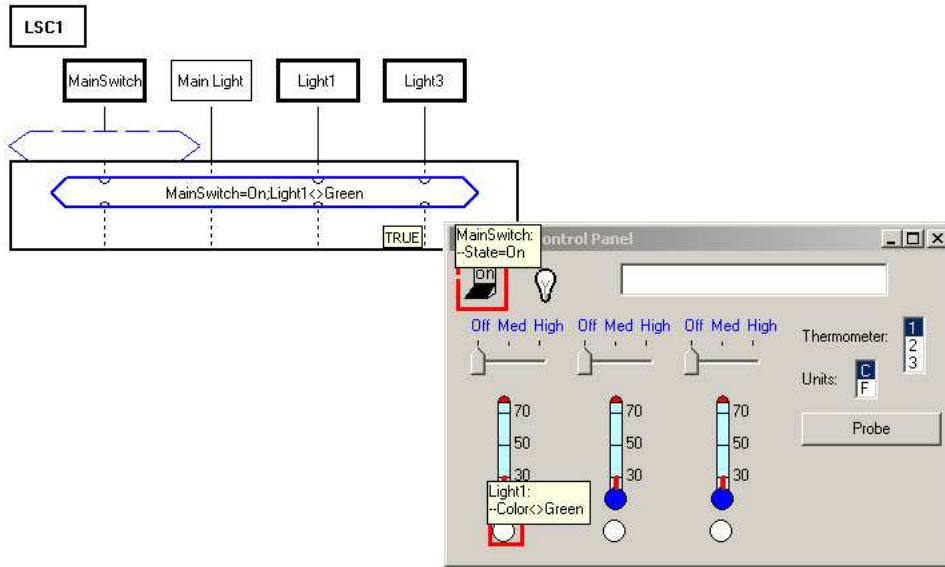 LSC1
MainSwitch
Main Light
Light1
Light3
MainSwitch=On;Light1<>Green
TRUE
MainSwitch:
--State=On
ontrol Panel
on
Off Med High
Off Med High
Off Med High
Thermometer:
1
2
3
Units:
C
F
Probe
70
50
30
70
50
30
70
50
30
Light1:
--Color<>Green